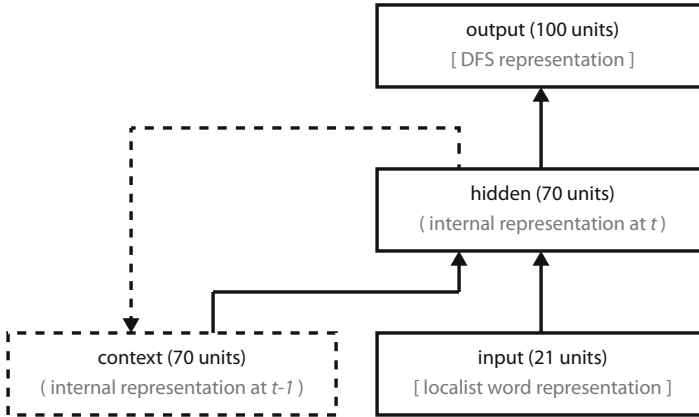 output (100 units)
[ DFS representation ]
hidden (70 units)
( internal representation at t )
context (70 units)
( internal representation at t-1 )
input (21 units)
[ localist word representation ]